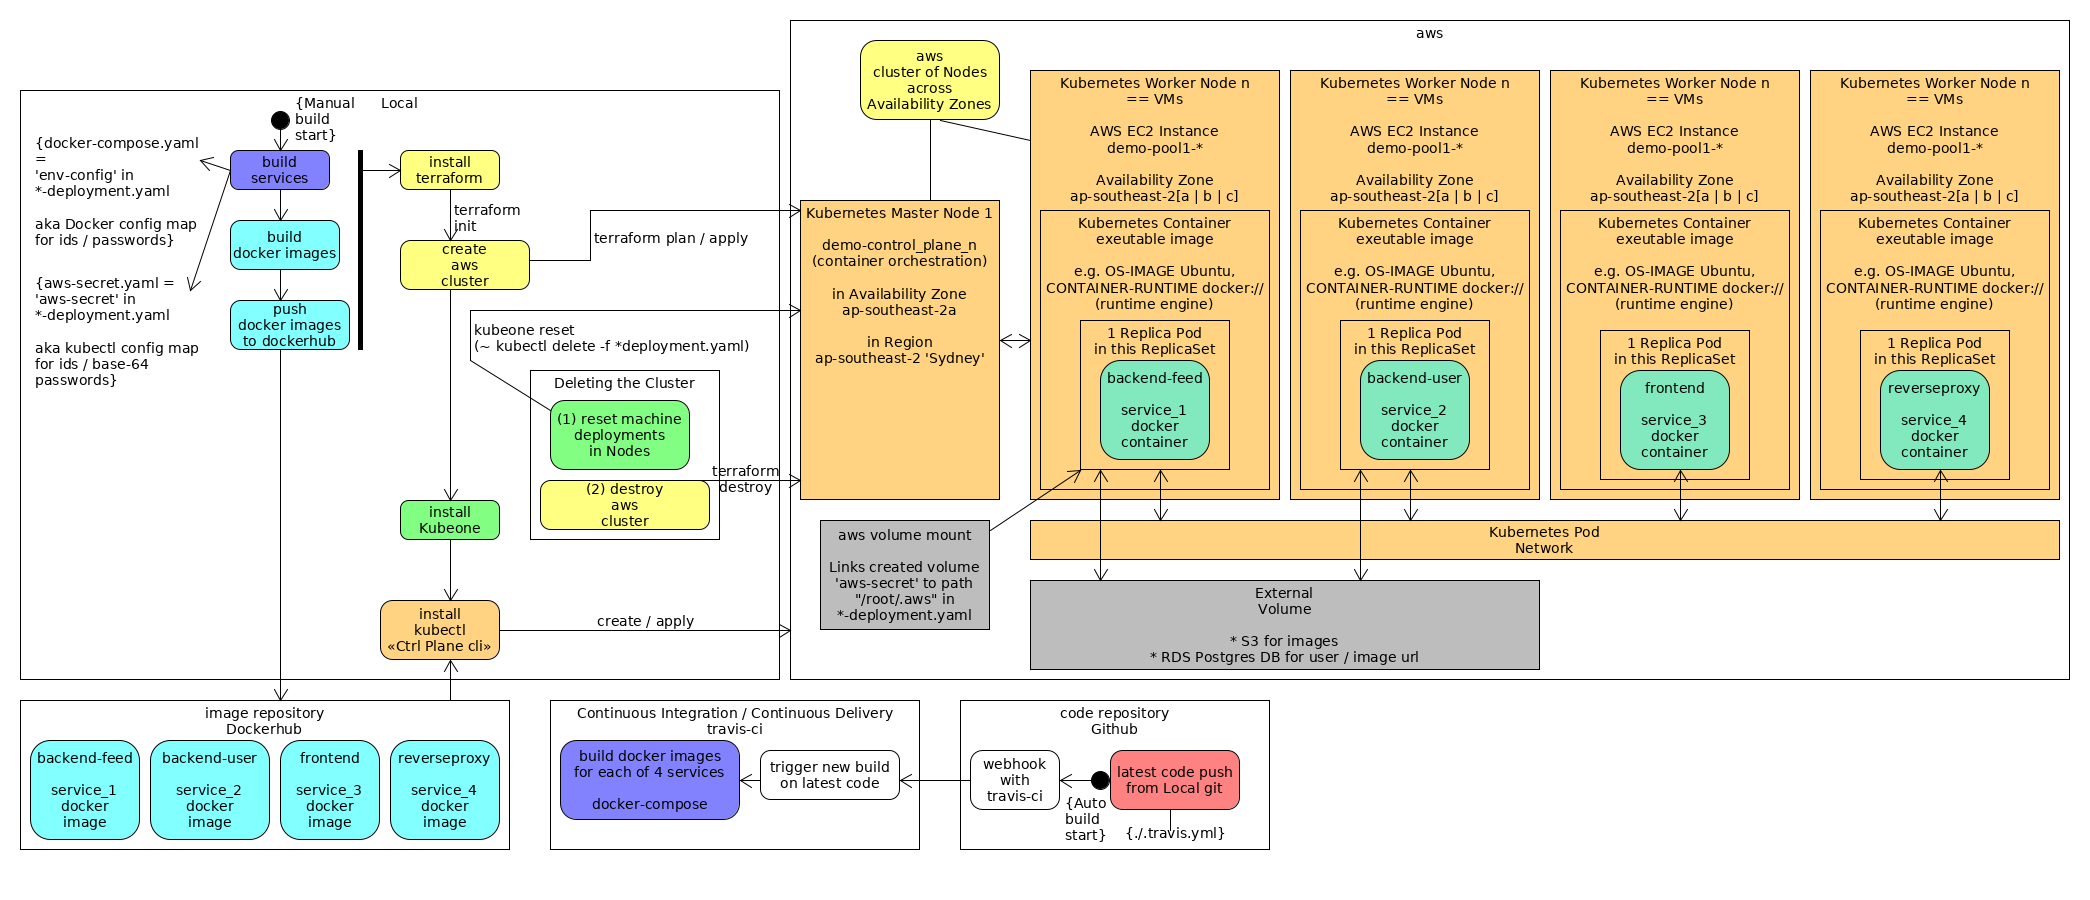 aws
aws
cluster of Nodes
across
Availability Zones
{Manual
build
start}
Local
{docker-compose.yaml
=
'env-config' in
*-deployment.yaml
aka Docker config map
for ids / passwords}
{aws-secret.yaml =
'aws-secret' in
*-deployment.yaml
aka kubectl config map
for ids / base-64
passwords}
build
services
build
docker images
push
docker images
to dockerhub
install
terraform
terraform
init
create
aws
cluster
terraform plan / apply
kubeone reset
(~ kubectl delete -f *deployment.yaml)
Deleting the Cluster
(1) reset machine
deployments
in Nodes
(2) destroy
aws
cluster
terraform
destroy
install
Kubeone
install
kubectl
«Ctrl Plane cli»
create / apply
Kubernetes Master Node 1
demo-control_plane_n
(container orchestration)
in Availability Zone
ap-southeast-2a
in Region
ap-southeast-2 'Sydney'
Kubernetes Worker Node n
== VMs
AWS EC2 Instance
demo-pool1-*
Availability Zone
ap-southeast-2[a | b | c]
Kubernetes Container
exeutable image
e.g. OS-IMAGE Ubuntu,
CONTAINER-RUNTIME docker://
(runtime engine)
1 Replica Pod
in this ReplicaSet
backend-feed
service_1
docker
container
Kubernetes Worker Node n
== VMs
AWS EC2 Instance
demo-pool1-*
Availability Zone
ap-southeast-2[a | b | c]
Kubernetes Container
exeutable image
e.g. OS-IMAGE Ubuntu,
CONTAINER-RUNTIME docker://
(runtime engine)
1 Replica Pod
in this ReplicaSet
backend-user
service_2
docker
container
Kubernetes Worker Node n
== VMs
AWS EC2 Instance
demo-pool1-*
Availability Zone
ap-southeast-2[a | b | c]
Kubernetes Container
exeutable image
e.g. OS-IMAGE Ubuntu,
CONTAINER-RUNTIME docker://
(runtime engine)
1 Replica Pod
in this ReplicaSet
frontend
service_3
docker
container
Kubernetes Worker Node n
== VMs
AWS EC2 Instance
demo-pool1-*
Availability Zone
ap-southeast-2[a | b | c]
Kubernetes Container
exeutable image
e.g. OS-IMAGE Ubuntu,
CONTAINER-RUNTIME docker://
(runtime engine)
1 Replica Pod
in this ReplicaSet
reverseproxy
service_4
docker
container
aws volume mount
Links created volume
'aws-secret' to path
"/root/.aws" in
*-deployment.yaml
Kubernetes Pod
Network
External
Volume
* S3 for images
* RDS Postgres DB for user / image url
image repository
Dockerhub
backend-feed
service_1
docker
image
backend-user
service_2
docker
image
frontend
service_3
docker
image
reverseproxy
service_4
docker
image
Continuous Integration / Continuous Delivery
travis-ci
build docker images
for each of 4 services
docker-compose
trigger new build
on latest code
code repository
Github
webhook
with
travis-ci
{Auto
build
start}
latest code push
from Local git
{./.travis.yml}